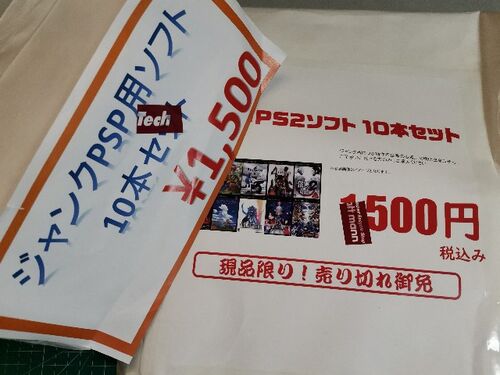 ジャンクPSP用ソフト
10本セット
¥1,500
Tech
PS2ソフト 10本セット
1500円
税込み
現品限り!売り切れ御免